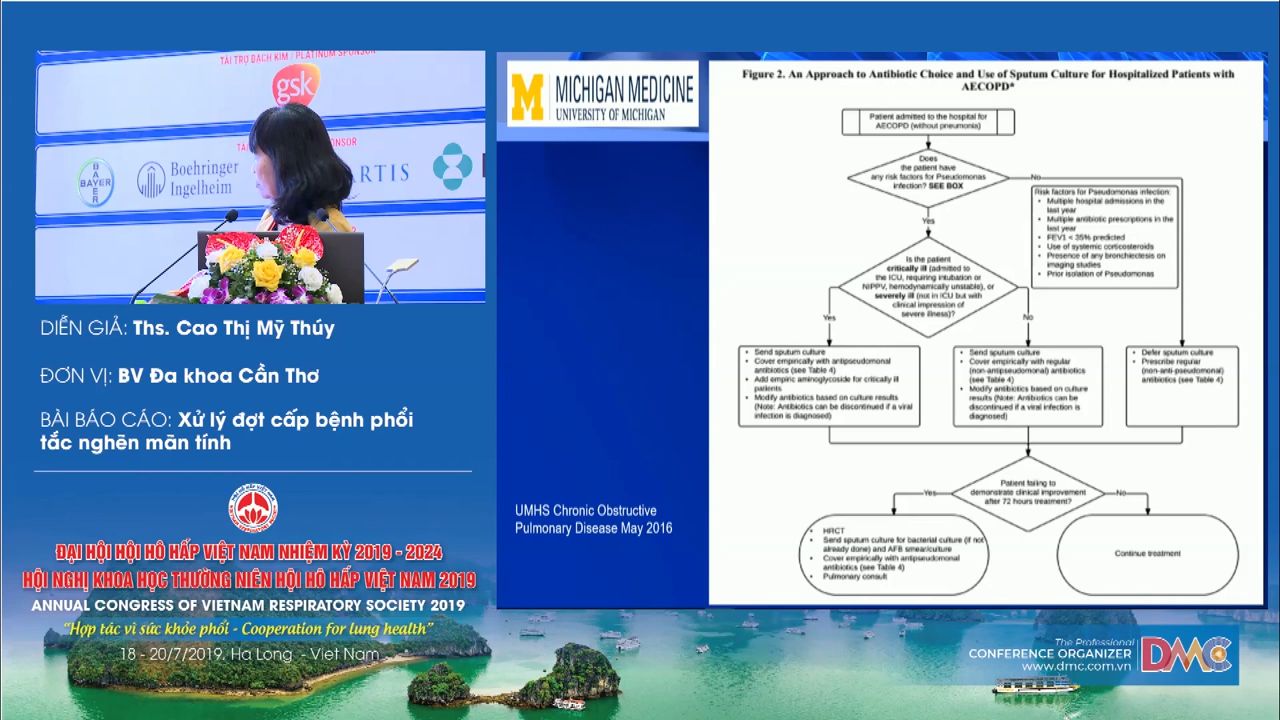 TÀI TRỢ BẠCH KIM / PLATINUM SPONSOR
gsk
BAYER
BAYER
Boehringer
Ingelheim
ARTIS
DIỄN GIẢ: Ths. Cao Thị Mỹ Thúy
ĐƠN VỊ: BV Đa khoa Cần Thơ
BÀI BÁO CÁO: Xử lý đợt cấp bệnh phổi
tắc nghẽn mãn tính
ĐẠI HỘI HỘI HÔ HẤP VIỆT NAM NHIỆM KỲ 2019 - 2024
HỘI NGHỊ KHOA HỌC THƯỜNG NIÊN HỘI HÔ HẤP VIỆT NAM 2019
ANNUAL CONGRESS OF VIETNAM RESPIRATORY SOCIETY 2019
"Hợp tác vì sức khỏe phổi - Cooperation for lung health"
18 - 20/7/2019. Ha Long - Viet Nam
M
MICHIGAN MEDICINE
UNIVERSITY OF MICHIGAN
UMHS Chronic Obstructive
Pulmonary Disease May 2016
Figure 2. An Approach to Antibiotic Choice and Use of Sputum Culture for Hospitalized Patients with
AECOPD*
Patient admitted to the hospital for
AECOPD (without pneumonia)
Does
the patient have
any risk factors for Pseudomonas
infection? SEE BOX
No
Yes
Risk factors for Pseudomonas infection:
• Multiple hospital admissions in the
last year
• Multiple antibiotic prescriptions in the
last year
• FEV1 < 35% predicted
• Use of systemic corticosteroids
• Presence of any bronchiectesis on
imaging studies
• Prior isolation of Pseudomonas
Is the patient
critically ill (admitted to
the ICU, requiring intubation or
NIPPV, hemodynamically unstable), or
severely ill (not in ICU but with
clinical impression of
severe illness)?
Yes
No
• Send sputum culture
• Cover empirically with antipseudomonal
antibiotics (see Table 4)
• Add empiric aminoglycoside for critically ill
patients
• Modify antibiotics based on culture results
(Note: Antibiotics can be discontinued if a viral
infection is diagnosed)
• Send sputum culture
• Cover empirically with regular
(non-antipseudomonal) antibiotics
(see Table 4)
• Modify antibiotics based on culture
results (Note: Antibiotics can be
discontinued if a viral infection is
diagnosed)
• Defer sputum culture
• Prescribe regular
(non-anti-pseudomonal)
antibiotics (see Table 4)
Patient failing to
demonstrate clinical improvement
after 72 hours treatment?
Yes
No
• HRCT
• Send sputum culture for bacterial culture (if not
already done) and AFB smear/culture
• Cover empirically with antipseudomonal
antibiotics (see Table 4)
• Pulmonary consult
Continue treatment
The Professional
CONFERENCE ORGANIZER
www.dmc.com.vn
DMC